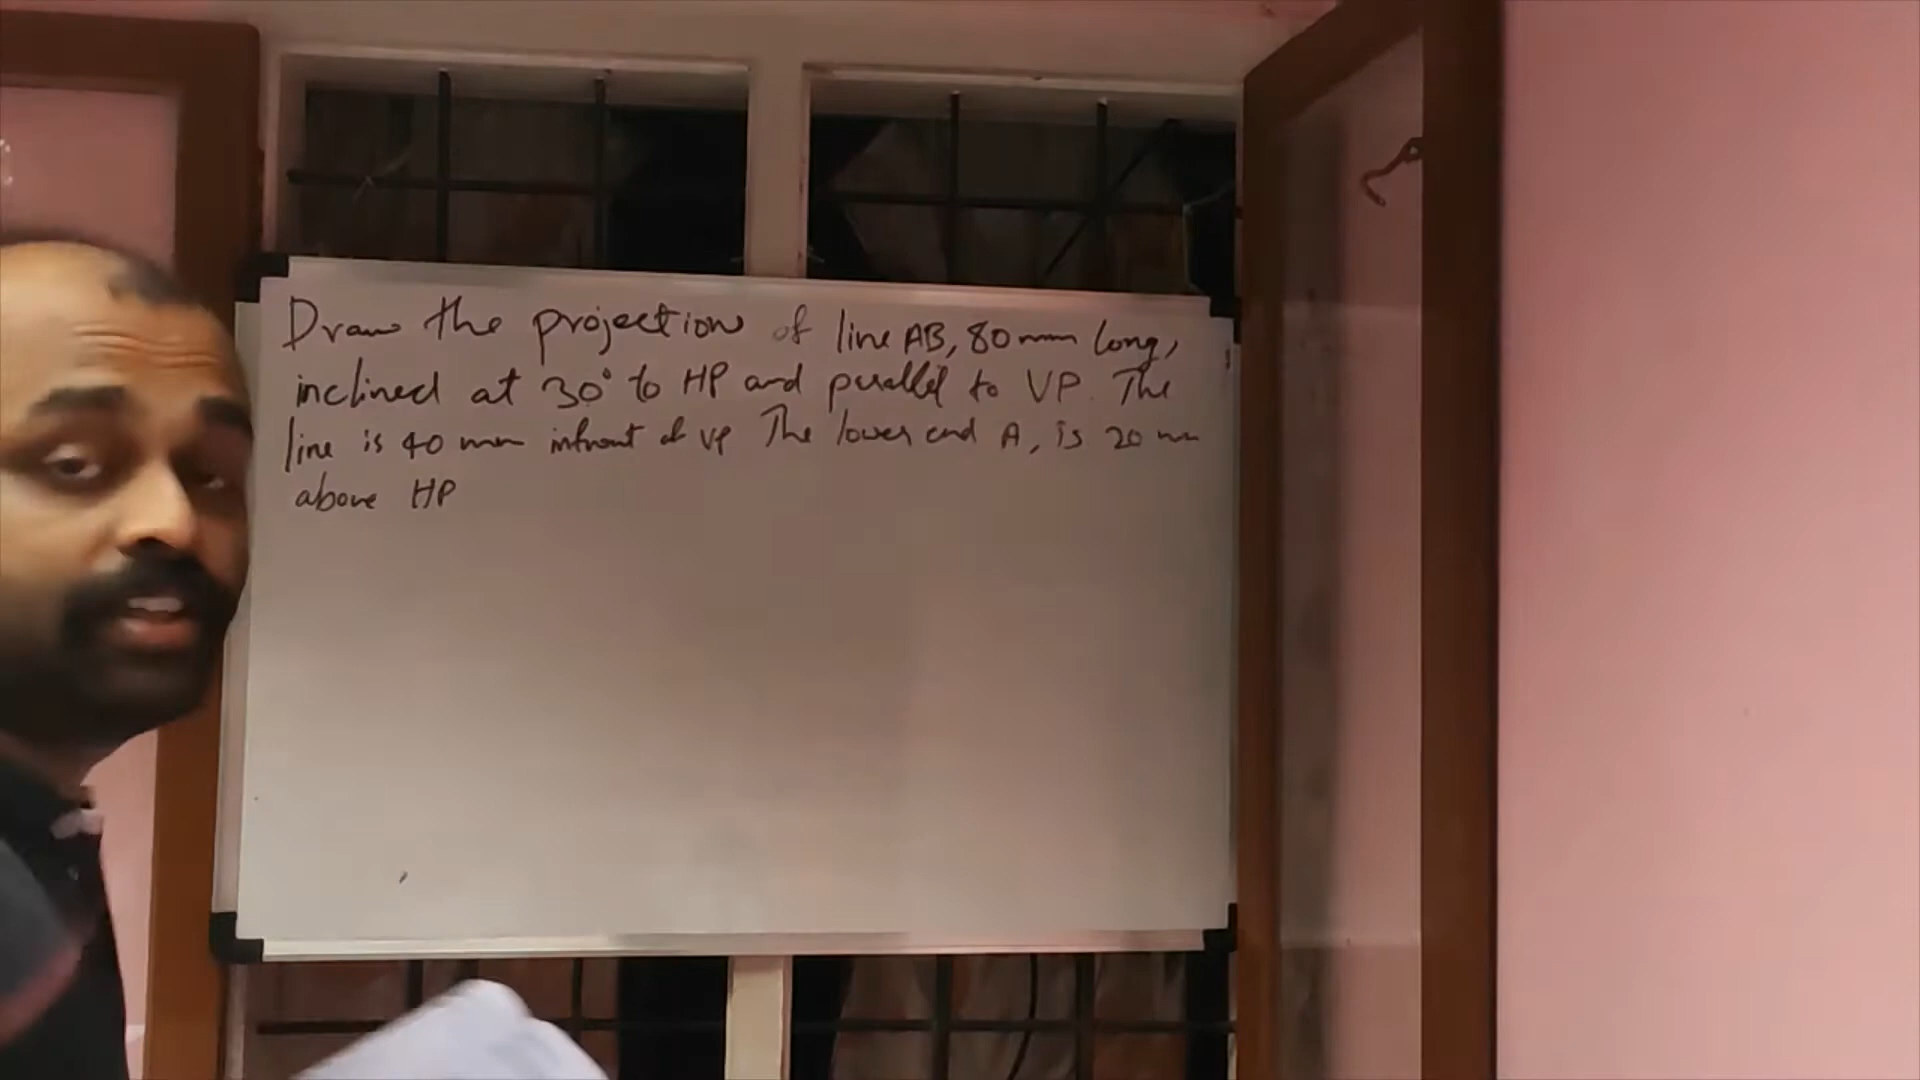 Draw the projection of line AB, 80 mm long,
inclined at 30° to HP and parallel to VP. The
line is 40 mm infront of VP The lower end A, is 20 mm
above HP